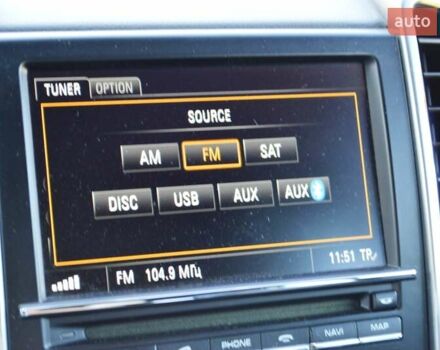 auto
TUNER OPTION
SOURCE
AM FM SAT
DISC USB AUX AUX
FM 104.9 МГц 11:51 TP
PHONE NAVI MAP